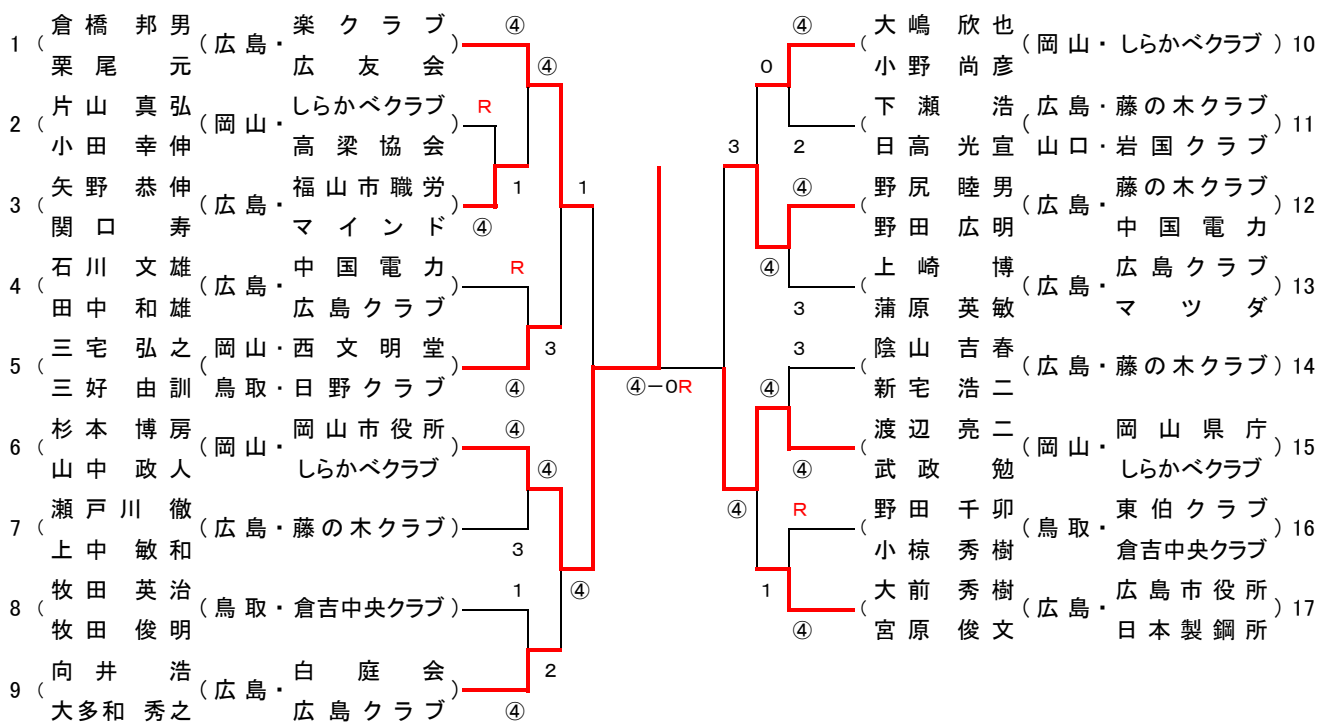 1 ( 倉橋 邦男 栗尾 元 ( 広島・ 楽クラブ 広友会 ) ④
2 ( 片山 真弘 小田 幸伸 ( 岡山・ しらかべクラブ 高梁協会 ) R
3 ( 矢野 恭伸 関口 寿 ( 広島・ 福山市職労 マインド ) ④
4 ( 石川 文雄 田中 和雄 ( 広島・ 中国電力 広島クラブ ) R
5 ( 三宅 弘之 三好 由訓 ( 岡山・西文明堂 鳥取・日野クラブ ) ④
6 ( 杉本 博房 山中 政人 ( 岡山・ 岡山市役所 しらかべクラブ ) ④
7 ( 瀬戸川 徹 上中 敏和 ( 広島・藤の木クラブ ) 3
8 ( 牧田 英治 牧田 俊明 ( 鳥取・倉吉中央クラブ ) 1
9 ( 向井 浩 大多和 秀之 ( 広島・ 白庭会 広島クラブ ) ④
④
1
1
3
④
④
2
④-0R
④ ( 大嶋 欣也 小野 尚彦 ( 岡山・しらかべクラブ ) 10
2 ( 下瀬 浩 日高 光宣 ( 広島・藤の木クラブ 山口・岩国クラブ ) 11
④ ( 野尻 睦男 野田 広明 ( 広島・ 藤の木クラブ 中国電力 ) 12
3 ( 上崎 博 蒲原 英敏 ( 広島・ 広島クラブ マツダ ) 13
3 ( 陰山 吉春 新宅 浩二 ( 広島・藤の木クラブ ) 14
④ ( 渡辺 亮二 武政 勉 ( 岡山・ 岡山県庁 しらかべクラブ ) 15
R ( 野田 千卯 小椋 秀樹 ( 鳥取・ 東伯クラブ 倉吉中央クラブ ) 16
④ ( 大前 秀樹 宮原 俊文 ( 広島・ 広島市役所 日本製鋼所 ) 17
0
3
④
④
④
1